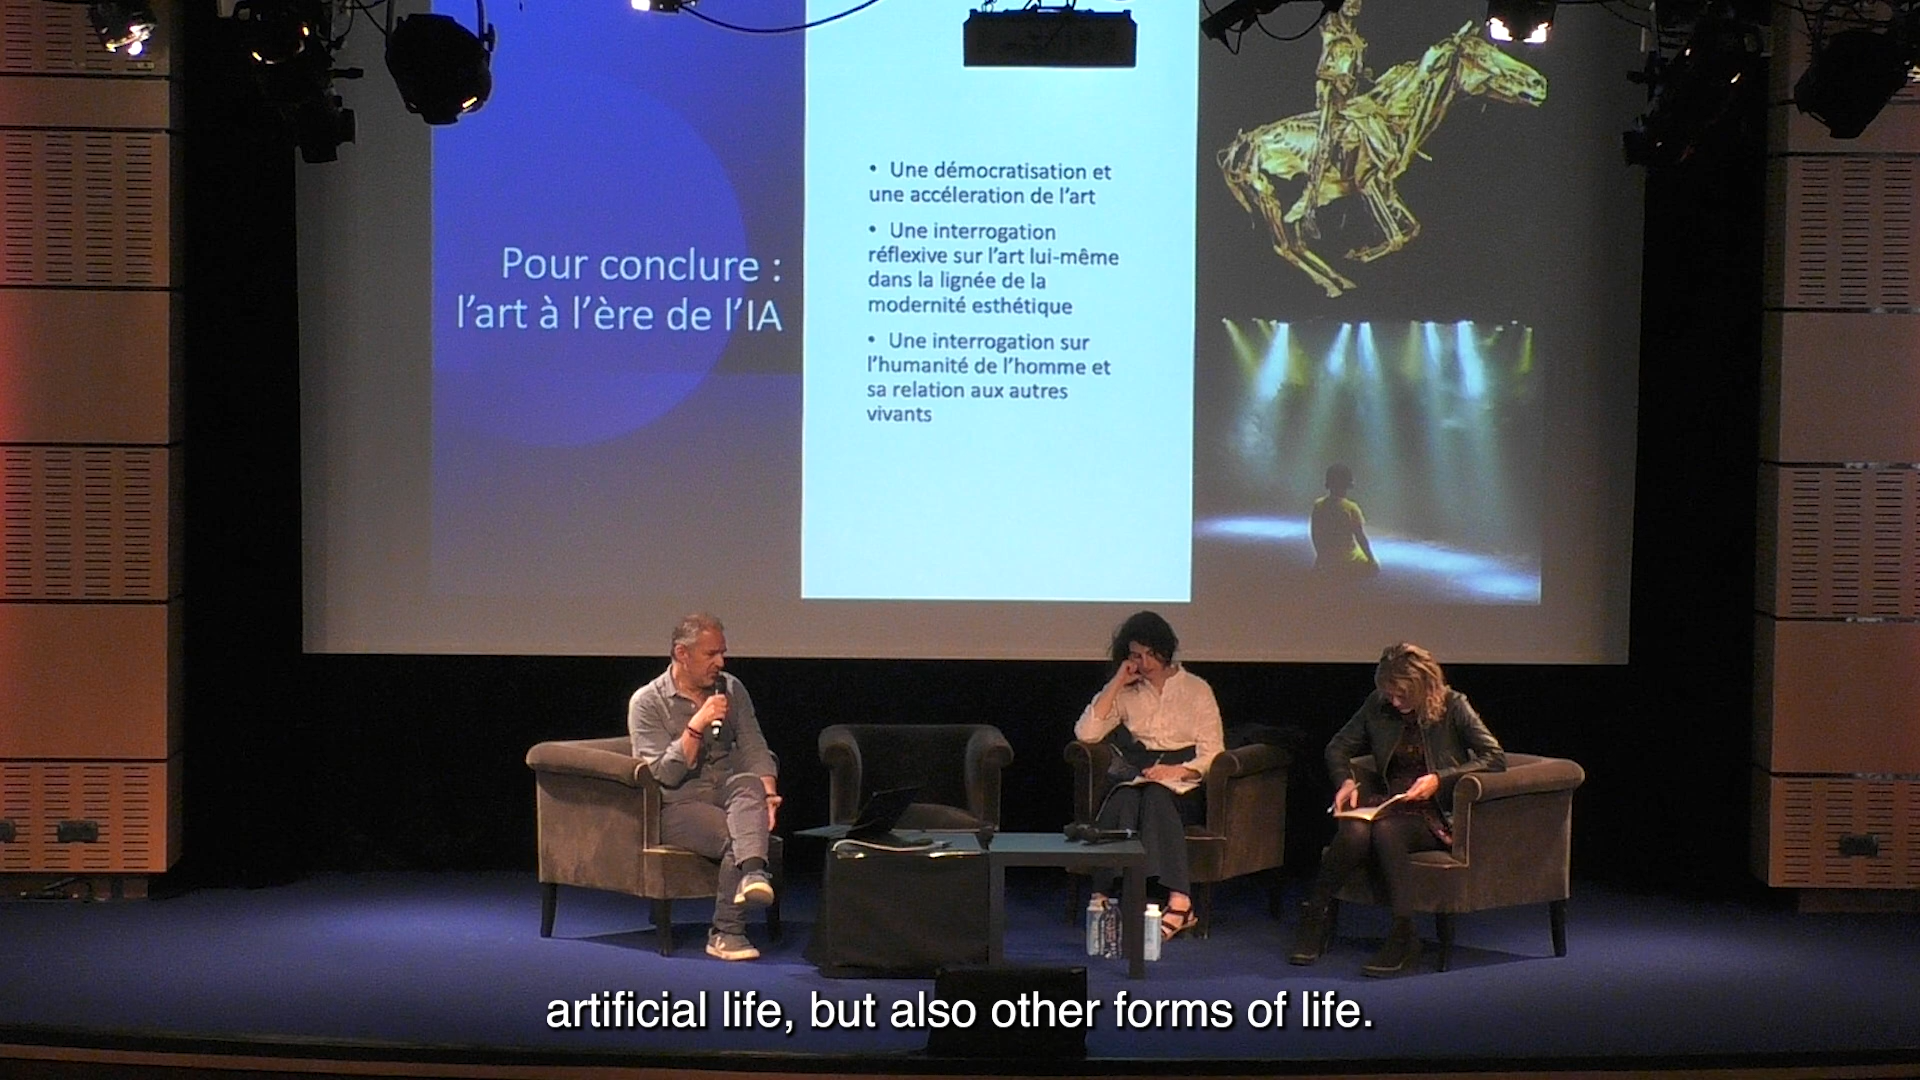 Pour conclure :
l'art à l'ère de l'IA
• Une démocratisation et
une accéleration de l'art
• Une interrogation
réflexive sur l'art lui-même
dans la lignée de la
modernité esthétique
• Une interrogation sur
l'humanité de l'homme et
sa relation aux autres
vivants
artificial life, but also other forms of life.